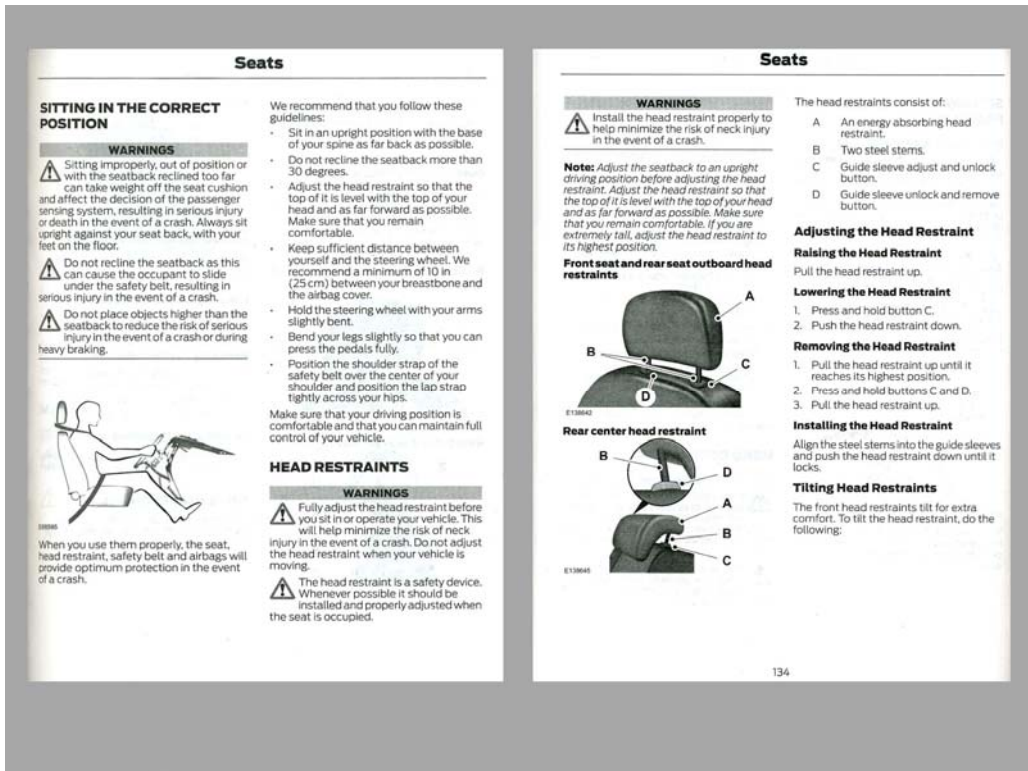 Seats
SITTING IN THE CORRECT
POSITION
WARNINGS
Sitting improperly, out of position or
with the seatback reclined too far
can take weight off the seat cushion
and affect the decision of the passenger
sensing system, resulting in serious injury
or death in the event of a crash. Always sit
upright against your seat back, with your
feet on the floor.
Do not recline the seatback as this
can cause the occupant to slide
under the safety belt, resulting in
serious injury in the event of a crash.
Do not place objects higher than the
seatback to reduce the risk of serious
injury in the event of a crash or during
heavy braking.
When you use them properly, the seat,
head restraint, safety belt and airbags will
provide optimum protection in the event
of a crash.
We recommend that you follow these
guidelines:
· Sit in an upright position with the base
of your spine as far back as possible.
· Do not recline the seatback more than
30 degrees.
· Adjust the head restraint so that the
top of it is level with the top of your
head and as far forward as possible.
Make sure that you remain
comfortable.
· Keep sufficient distance between
yourself and the steering wheel. We
recommend a minimum of 10 in
(25 cm) between your breastbone and
the airbag cover.
· Hold the steering wheel with your arms
slightly bent.
· Bend your legs slightly so that you can
press the pedals fully.
· Position the shoulder strap of the
safety belt over the center of your
shoulder and position the lap strap
tightly across your hips.
Make sure that your driving position is
comfortable and that you can maintain full
control of your vehicle.
HEAD RESTRAINTS
WARNINGS
Fully adjust the head restraint before
you sit in or operate your vehicle. This
will help minimize the risk of neck
injury in the event of a crash. Do not adjust
the head restraint when your vehicle is
moving.
The head restraint is a safety device.
Whenever possible it should be
installed and properly adjusted when
the seat is occupied.
Seats
WARNINGS
Install the head restraint properly to
help minimize the risk of neck injury
in the event of a crash.
Note: Adjust the seatback to an upright
driving position before adjusting the head
restraint. Adjust the head restraint so that
the top of it is level with the top of your head
and as far forward as possible. Make sure
that you remain comfortable. If you are
extremely tall, adjust the head restraint to
its highest position.
Front seat and rear seat outboard head
restraints
A
B
C
D
E138642
Rear center head restraint
B
D
A
B
C
E138645
The head restraints consist of:
A An energy absorbing head
restraint.
B Two steel stems.
C Guide sleeve adjust and unlock
button.
D Guide sleeve unlock and remove
button.
Adjusting the Head Restraint
Raising the Head Restraint
Pull the head restraint up.
Lowering the Head Restraint
1. Press and hold button C.
2. Push the head restraint down.
Removing the Head Restraint
1. Pull the head restraint up until it
reaches its highest position.
2. Press and hold buttons C and D.
3. Pull the head restraint up.
Installing the Head Restraint
Align the steel stems into the guide sleeves
and push the head restraint down until it
locks.
Tilting Head Restraints
The front head restraints tilt for extra
comfort. To tilt the head restraint, do the
following:
134